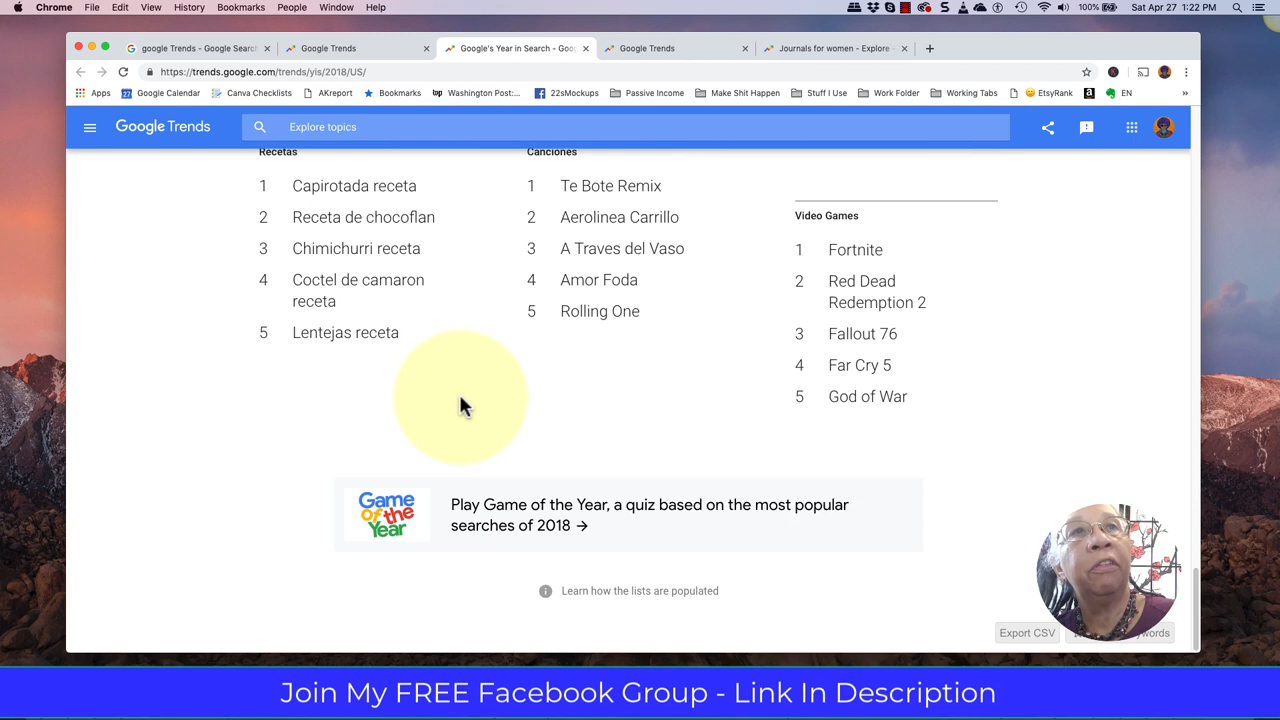 Chrome File Edit View History Bookmarks People Window Help 100% Sat Apr 27 1:22 PM
google Trends - Google Searc Google Trends Google's Year in Search - Goog Google Trends Journals for women - Explore -
https://trends.google.com/trends/yis/2018/US/
Apps Google Calendar Canva Checklists AKreport Bookmarks wp Washington Post:... 22sMockups Passive Income Make Shit Happen Stuff I Use Work Folder Working Tabs EtsyRank EN »
Google Trends Explore topics
Recetas
1 Capirotada receta
2 Receta de chocoflan
3 Chimichurri receta
4 Coctel de camaron
receta
5 Lentejas receta
Canciones
1 Te Bote Remix
2 Aerolinea Carrillo
3 A Traves del Vaso
4 Amor Foda
5 Rolling One
Video Games
1 Fortnite
2 Red Dead
Redemption 2
3 Fallout 76
4 Far Cry 5
5 God of War
Game
of the
Year
Play Game of the Year, a quiz based on the most popular
searches of 2018 →
Learn how the lists are populated
Export CSV
Join My FREE Facebook Group - Link In Description